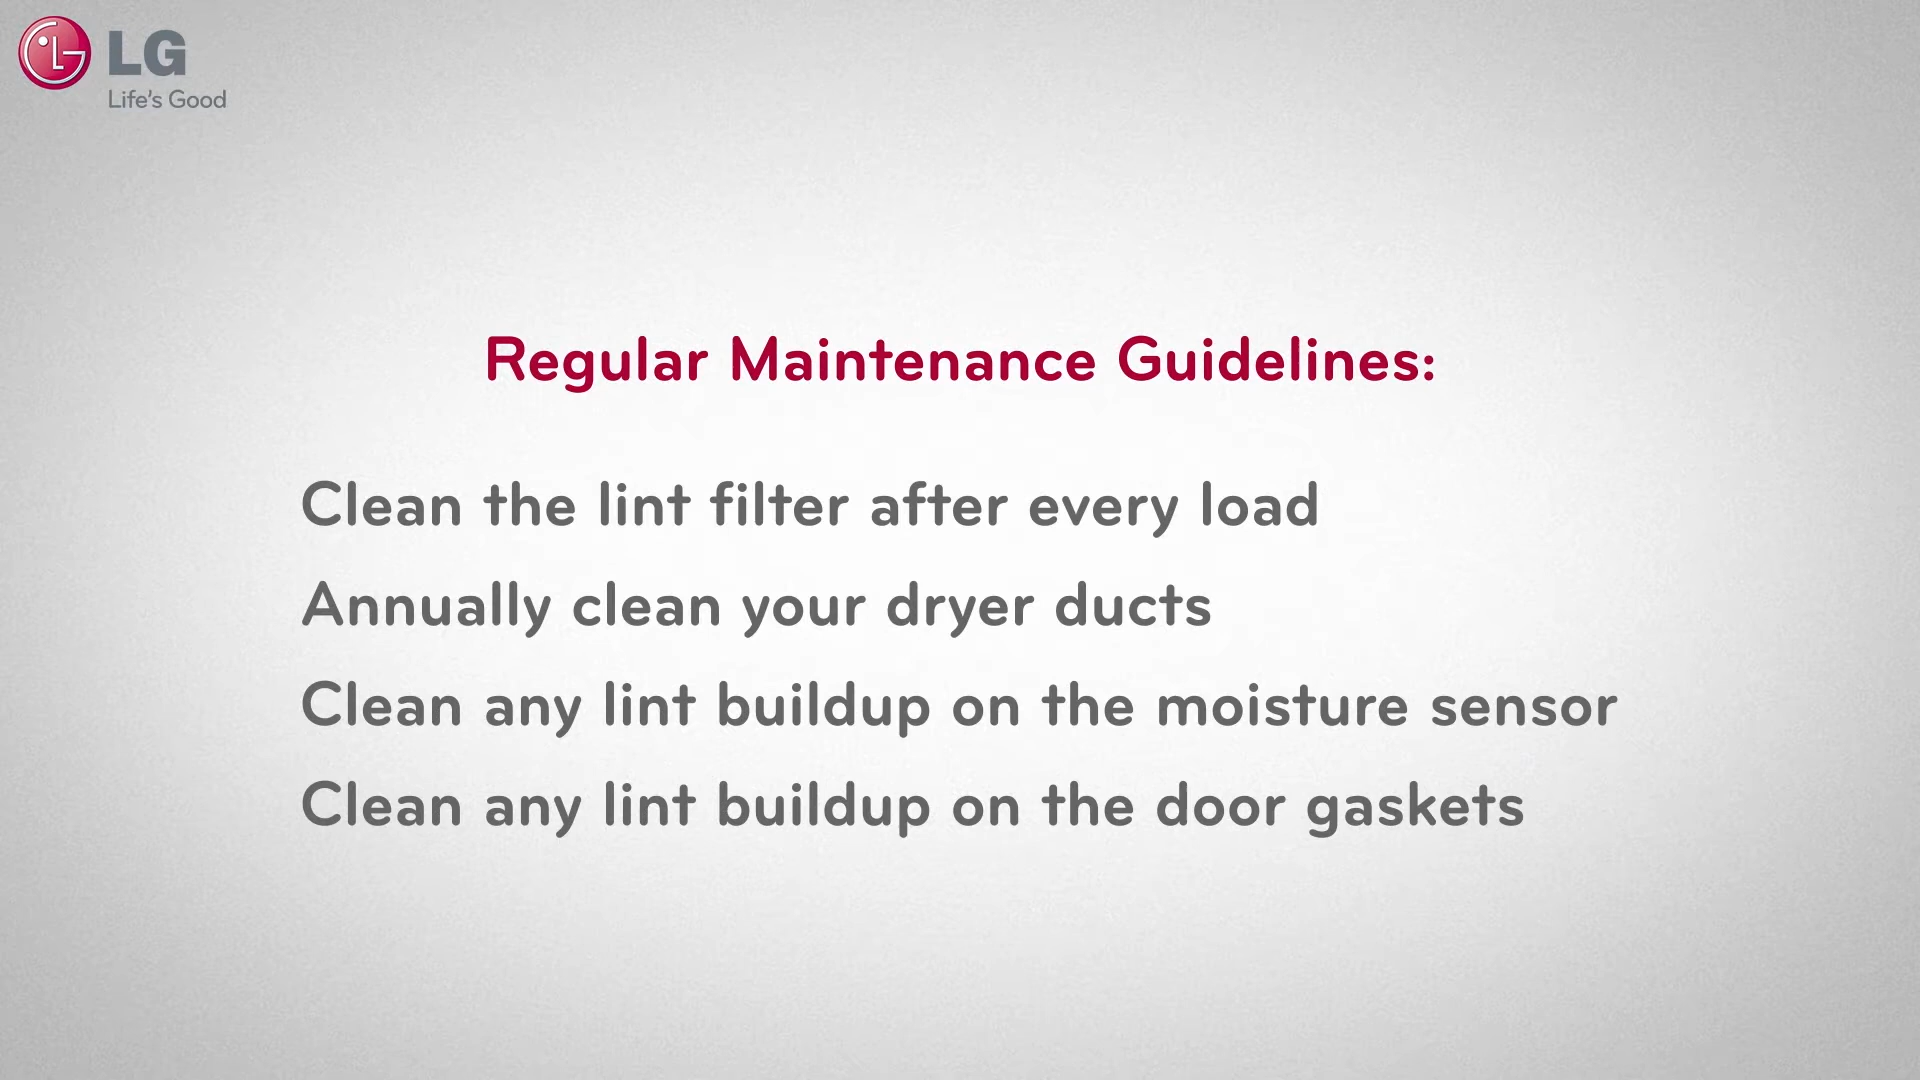 LG
Life's Good
Regular Maintenance Guidelines:
Clean the lint filter after every load
Annually clean your dryer ducts
Clean any lint buildup on the moisture sensor
Clean any lint buildup on the door gaskets